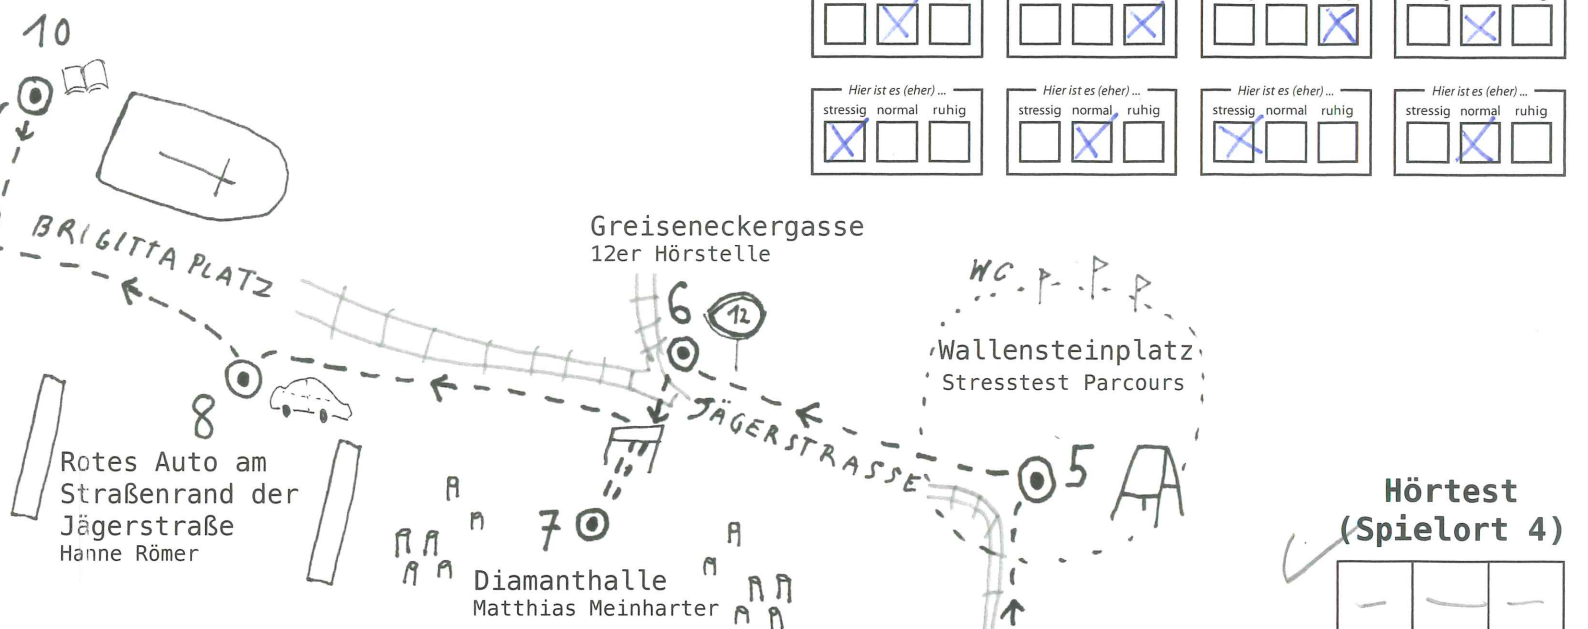 10
Hier ist es (eher) ...
stressig normal ruhig
Hier ist es (eher) ...
stressig normal ruhig
Hier ist es (eher) ...
stressig normal ruhig
Hier ist es (eher) ...
stressig normal ruhig
BRIGITTAPLATZ
Greiseneckergasse
12er Hörstelle
6
12
WC
Wallensteinplatz
Stresstest Parcours
JÄGERSTRASSE
5
8
Rotes Auto am
Straßenrand der
Jägerstraße
Hanne Römer
7
Diamanthalle
Matthias Meinharter
Hörtest
(Spielort 4)